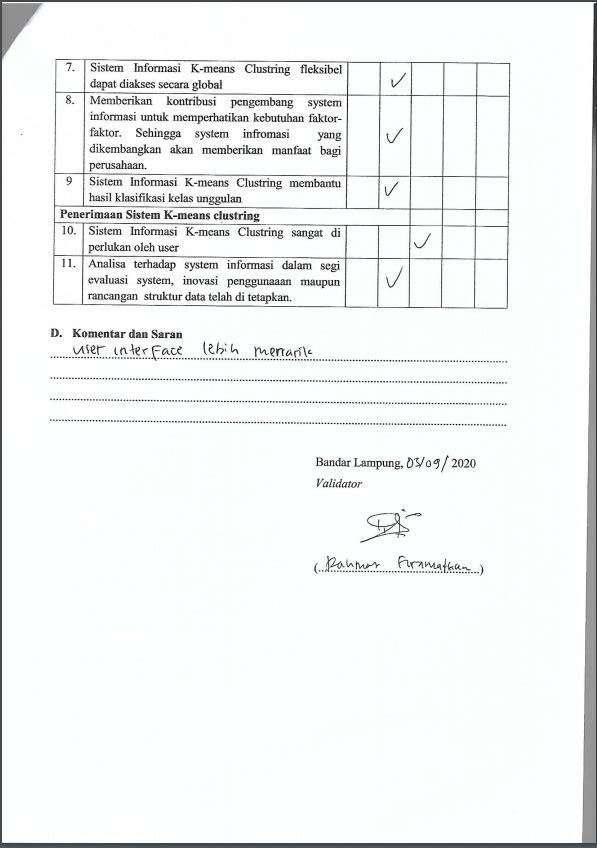 7. Sistem Informasi K-means Clustring fleksibel
dapat diakses secara global
✓
8. Memberikan kontribusi pengembang system
informasi untuk memperhatikan kebutuhan faktor-
faktor. Sehingga system infromasi yang
dikembangkan akan memberikan manfaat bagi
perusahaan.
✓
9 Sistem Informasi K-means Clustring membantu
hasil klasifikasi kelas unggulan
✓
Penerimaan Sistem K-means clustring
10. Sistem Informasi K-means Clustring sangat di
perlukan oleh user
✓
11. Analisa terhadap system informasi dalam segi
evaluasi system, inovasi penggunaaan maupun
rancangan struktur data telah di tetapkan.
✓
D. Komentar dan Saran
user interface lebih menarik
Bandar Lampung, 03/09/2020
Validator